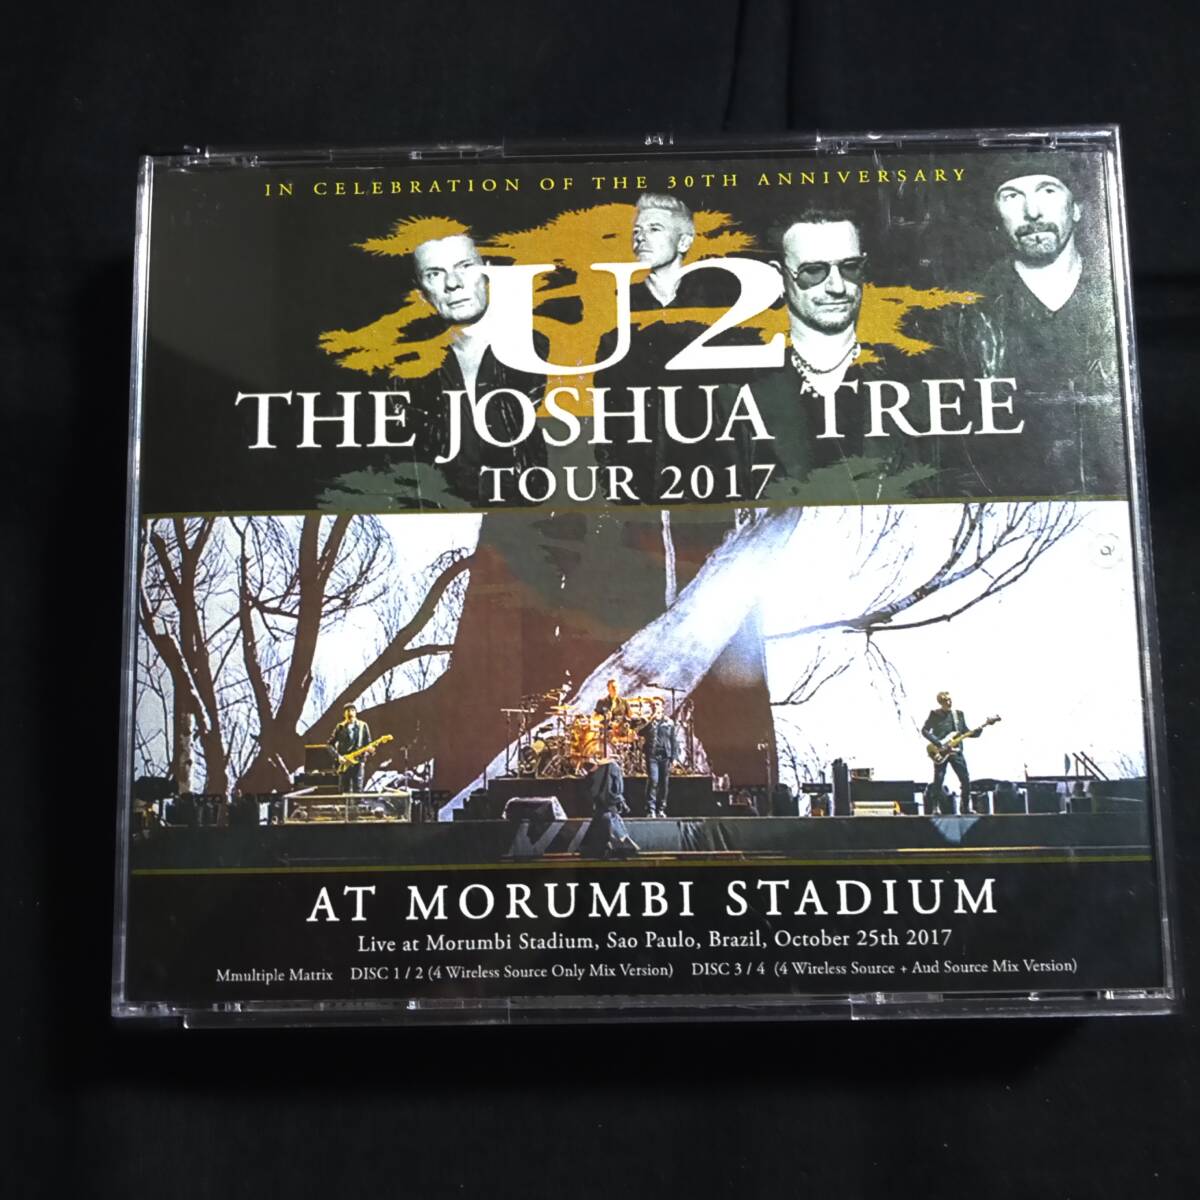 IN CELEBRATION OF THE 30TH ANNIVERSARY
U2
THE JOSHUA TREE
TOUR 2017
AT MORUMBI STADIUM
Live at Morumbi Stadium, Sao Paulo, Brazil, October 25th 2017
Mmultiple Matrix DISC 1 / 2 (4 Wireless Source Only Mix Version) DISC 3 / 4 (4 Wireless Source + Aud Source Mix Version)